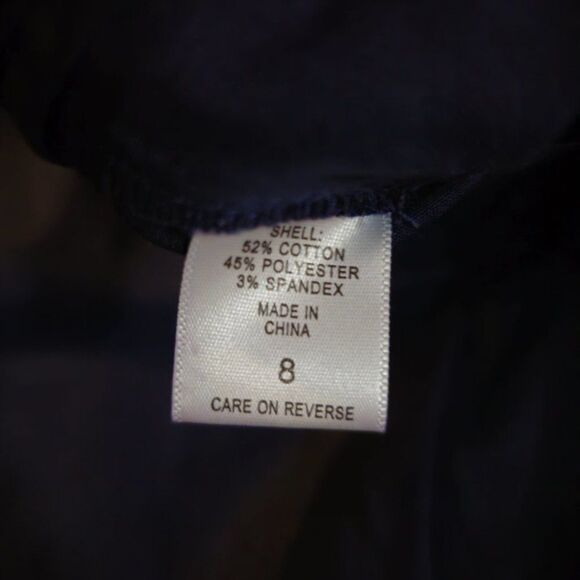 SHELL:
52% COTTON
45% POLYESTER
3% SPANDEX
MADE IN
CHINA
8
CARE ON REVERSE